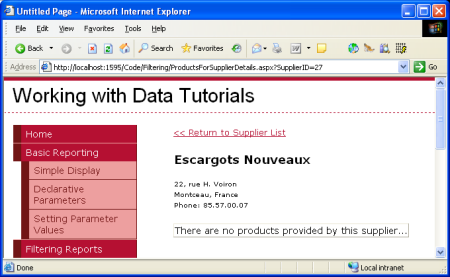 Untitled Page - Microsoft Internet Explorer
File Edit View Favorites Tools Help
Back Search Favorites
Address http://localhost:1595/Code/Filtering/ProductsForSupplierDetails.aspx?SupplierID=27 Go
Working with Data Tutorials
Home
Basic Reporting
Simple Display
Declarative
Parameters
Setting Parameter
Values
Filtering Reports
<< Return to Supplier List
Escargots Nouveaux
22, rue H. Voiron
Montceau, France
Phone: 85.57.00.07
There are no products provided by this supplier...
Done Local intranet